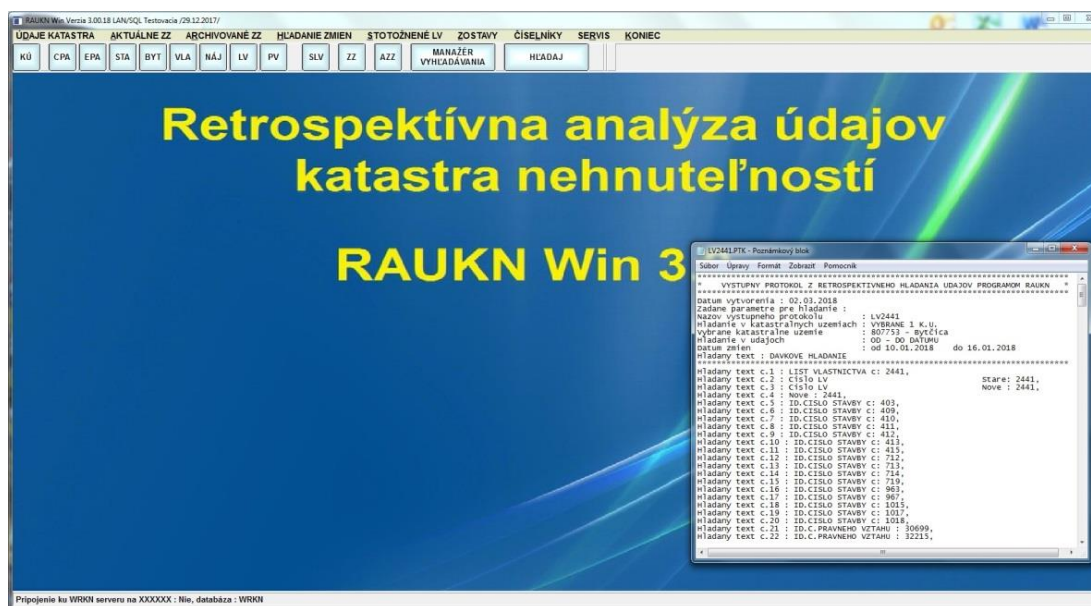 RAUKN Win Verzia 3.00.18 LAN/SQL Testovacia /29.12.2017/
ÚDAJE KATASTRA AKTUÁLNE ZZ ARCHIVOVANÉ ZZ HĽADANIE ZMIEN STOTOŽNENÉ LV ZOSTAVY ČÍSELNÍKY SERVIS KONIEC
KÚ CPA EPA STA BYT VLA NÁJ LV PV SLV ZZ AZZ MANAŽÉR VYHĽADÁVANIA HĽADAJ
Retrospektívna analýza údajov
katastra nehnuteľností
RAUKN Win 3
LV2441.PTK - Poznámkový blok
Súbor Úpravy Formát Zobraziť Pomocník
* VYSTUPNY PROTOKOL Z RETROSPEKTIVNEHO HLADANIA UDAJOV PROGRAMOM RAUKN *
Datum vytvorenia : 02.03.2018
Zadane parametre pre hladanie :
Nazov vystupneho protokolu : LV2441
Hladanie v katastralnych uzemiach : VYBRANE 1 K.U.
Vybrane katastralne uzemie : 807753 - Bytčica
Hladanie v udajoch : OD - DO DATUMU
Datum zmien : od 10.01.2018 do 16.01.2018
Hladany text : DAVKOVE HLADANIE
Hladany text c.1 : LIST VLASTNICTVA c: 2441,
Hladany text c.2 : Cislo LV Stare: 2441,
Hladany text c.3 : Cislo LV Nove : 2441,
Hladany text c.4 : Nove : 2441,
Hladany text c.5 : ID.CISLO STAVBY c: 403,
Hladany text c.6 : ID.CISLO STAVBY c: 409,
Hladany text c.7 : ID.CISLO STAVBY c: 410,
Hladany text c.8 : ID.CISLO STAVBY c: 411,
Hladany text c.9 : ID.CISLO STAVBY c: 412,
Hladany text c.10 : ID.CISLO STAVBY c: 413,
Hladany text c.11 : ID.CISLO STAVBY c: 415,
Hladany text c.12 : ID.CISLO STAVBY c: 712,
Hladany text c.13 : ID.CISLO STAVBY c: 713,
Hladany text c.14 : ID.CISLO STAVBY c: 714,
Hladany text c.15 : ID.CISLO STAVBY c: 719,
Hladany text c.16 : ID.CISLO STAVBY c: 963,
Hladany text c.17 : ID.CISLO STAVBY c: 967,
Hladany text c.18 : ID.CISLO STAVBY c: 1015,
Hladany text c.19 : ID.CISLO STAVBY c: 1017,
Hladany text c.20 : ID.CISLO STAVBY c: 1018,
Hladany text c.21 : ID.C.PRAVNEHO VZTAHU : 30699,
Hladany text c.22 : ID.C.PRAVNEHO VZTAHU : 32215,
Pripojenie ku WRKN serveru na XXXXXX : Nie, databáza : WRKN